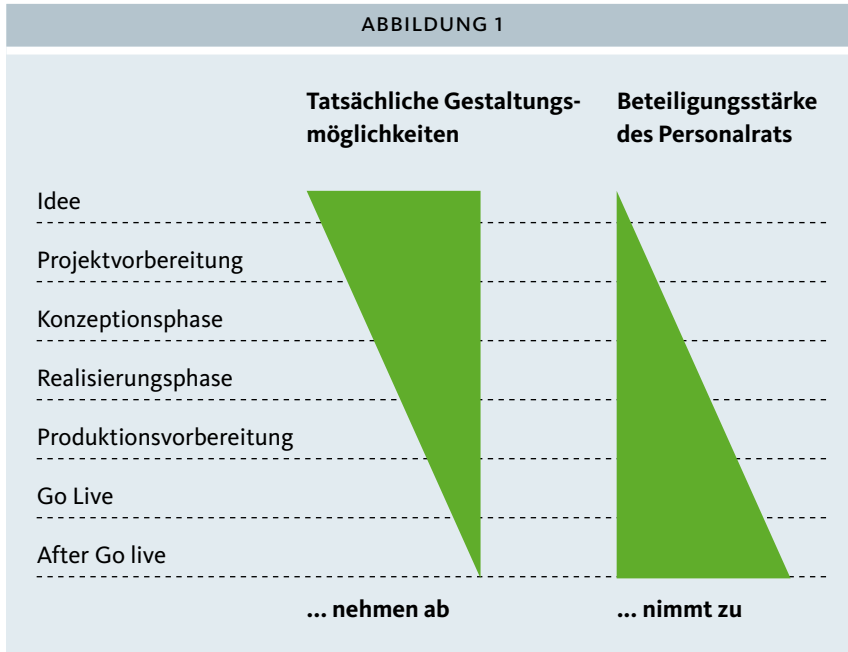 ABBILDUNG 1
Tatsächliche Gestaltungs-
möglichkeiten
Beteiligungsstärke
des Personalrats
Idee
Projektvorbereitung
Konzeptionsphase
Realisierungsphase
Produktionsvorbereitung
Go Live
After Go live
... nehmen ab
... nimmt zu